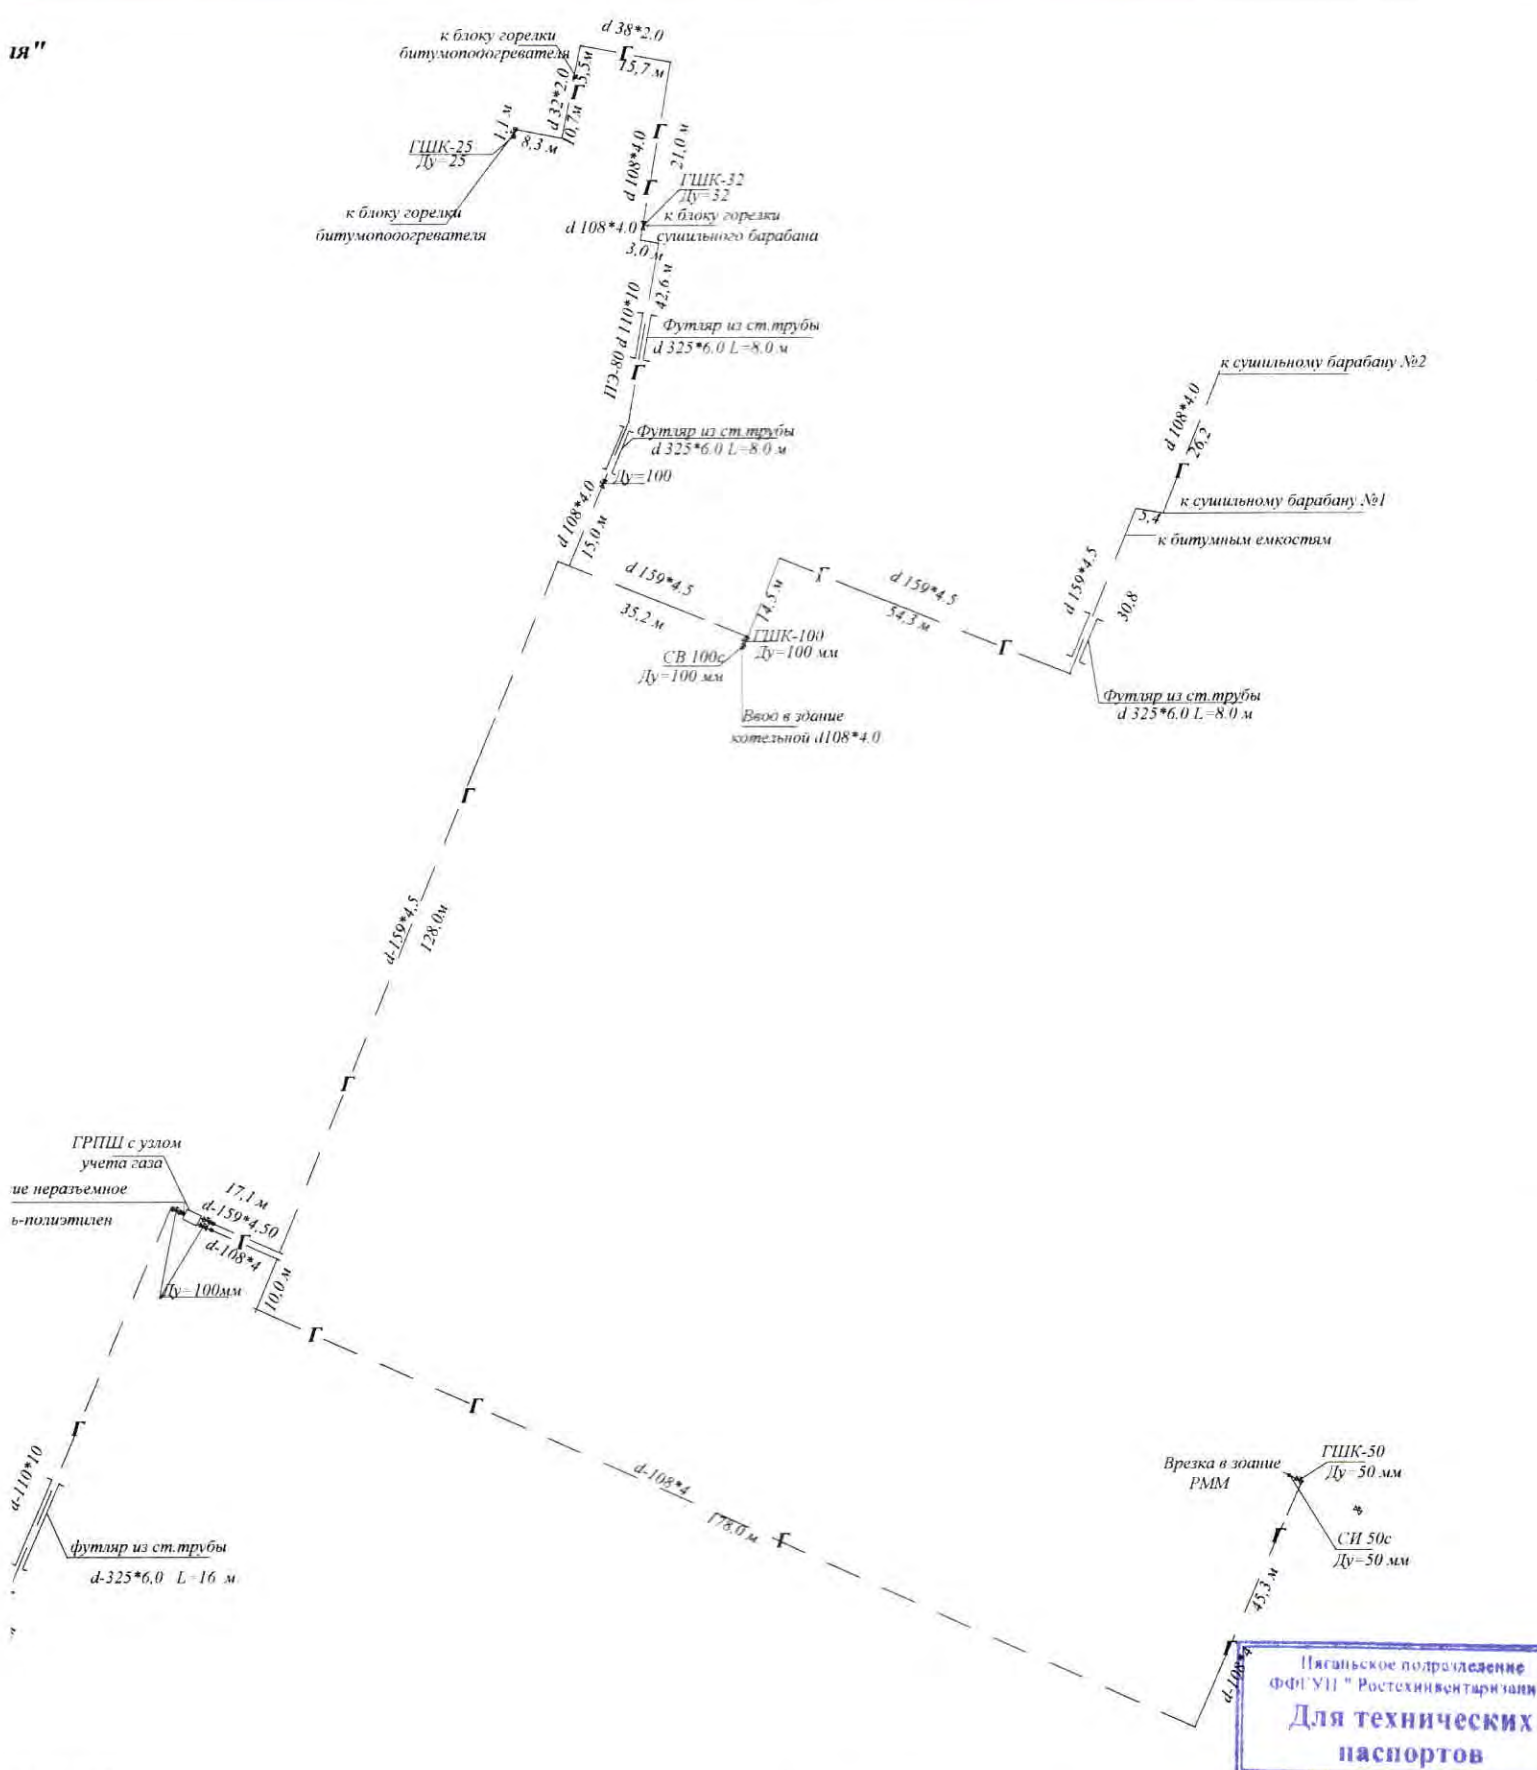 ия"
d 38*2.0
к блоку горелки
битумоподогревателя
Г
15,7 м
5,5м
d 32*2.0
Г
10,7м
1,1 м
8,3 м
ГШК-25
Ду=25
Г
21,0 м
d 108*4.0
Г
ГШК-32
Ду=32
к блоку горелки
битумоподогревателя
d 108*4.0
к блоку горелки
сушильного барабана
3,0 м
42,6 м
ПЭ-80 d 110*10
Футляр из ст.трубы
d 325*6.0 L=8.0 м
Г
к сушильному барабану №2
d 108*4.0
26,2
Г
Футляр из ст.трубы
d 325*6.0 L=8.0 м
Ду=100
d 108*4.0
15,0м
к сушильному барабану №1
5,4
к битумным емкостям
d 159*4.5
35,2 м
14,5 м
Г
d 159*4.5
54,3 м
Г
d 159*4.5
30,8
ГШК-100
Ду=100 мм
СВ 100с
Ду=100 мм
Футляр из ст.трубы
d 325*6.0 L=8.0 м
Ввод в здание
котельной d108*4.0
Г
d-159*4,5
128,0м
Г
ГРПШ с узлом
учета газа
ие неразъемное
ь-полиэтилен
17,1 м
d-159*4,50
Г
d-108*4
Ду=100мм
10,0 м
Г
Г
Г
d-110*10
d-108*4
178,0 м
Г
футляр из ст.трубы
d-325*6,0 L=16 м
Врезка в здание
РММ
ГШК-50
Ду=50 мм
Г
СИ 50с
Ду=50 мм
45,3 м
Г
d-108*4
Няганьское подразделение
ФФГУП "Ростехинвентаризаци
Для технических
паспортов